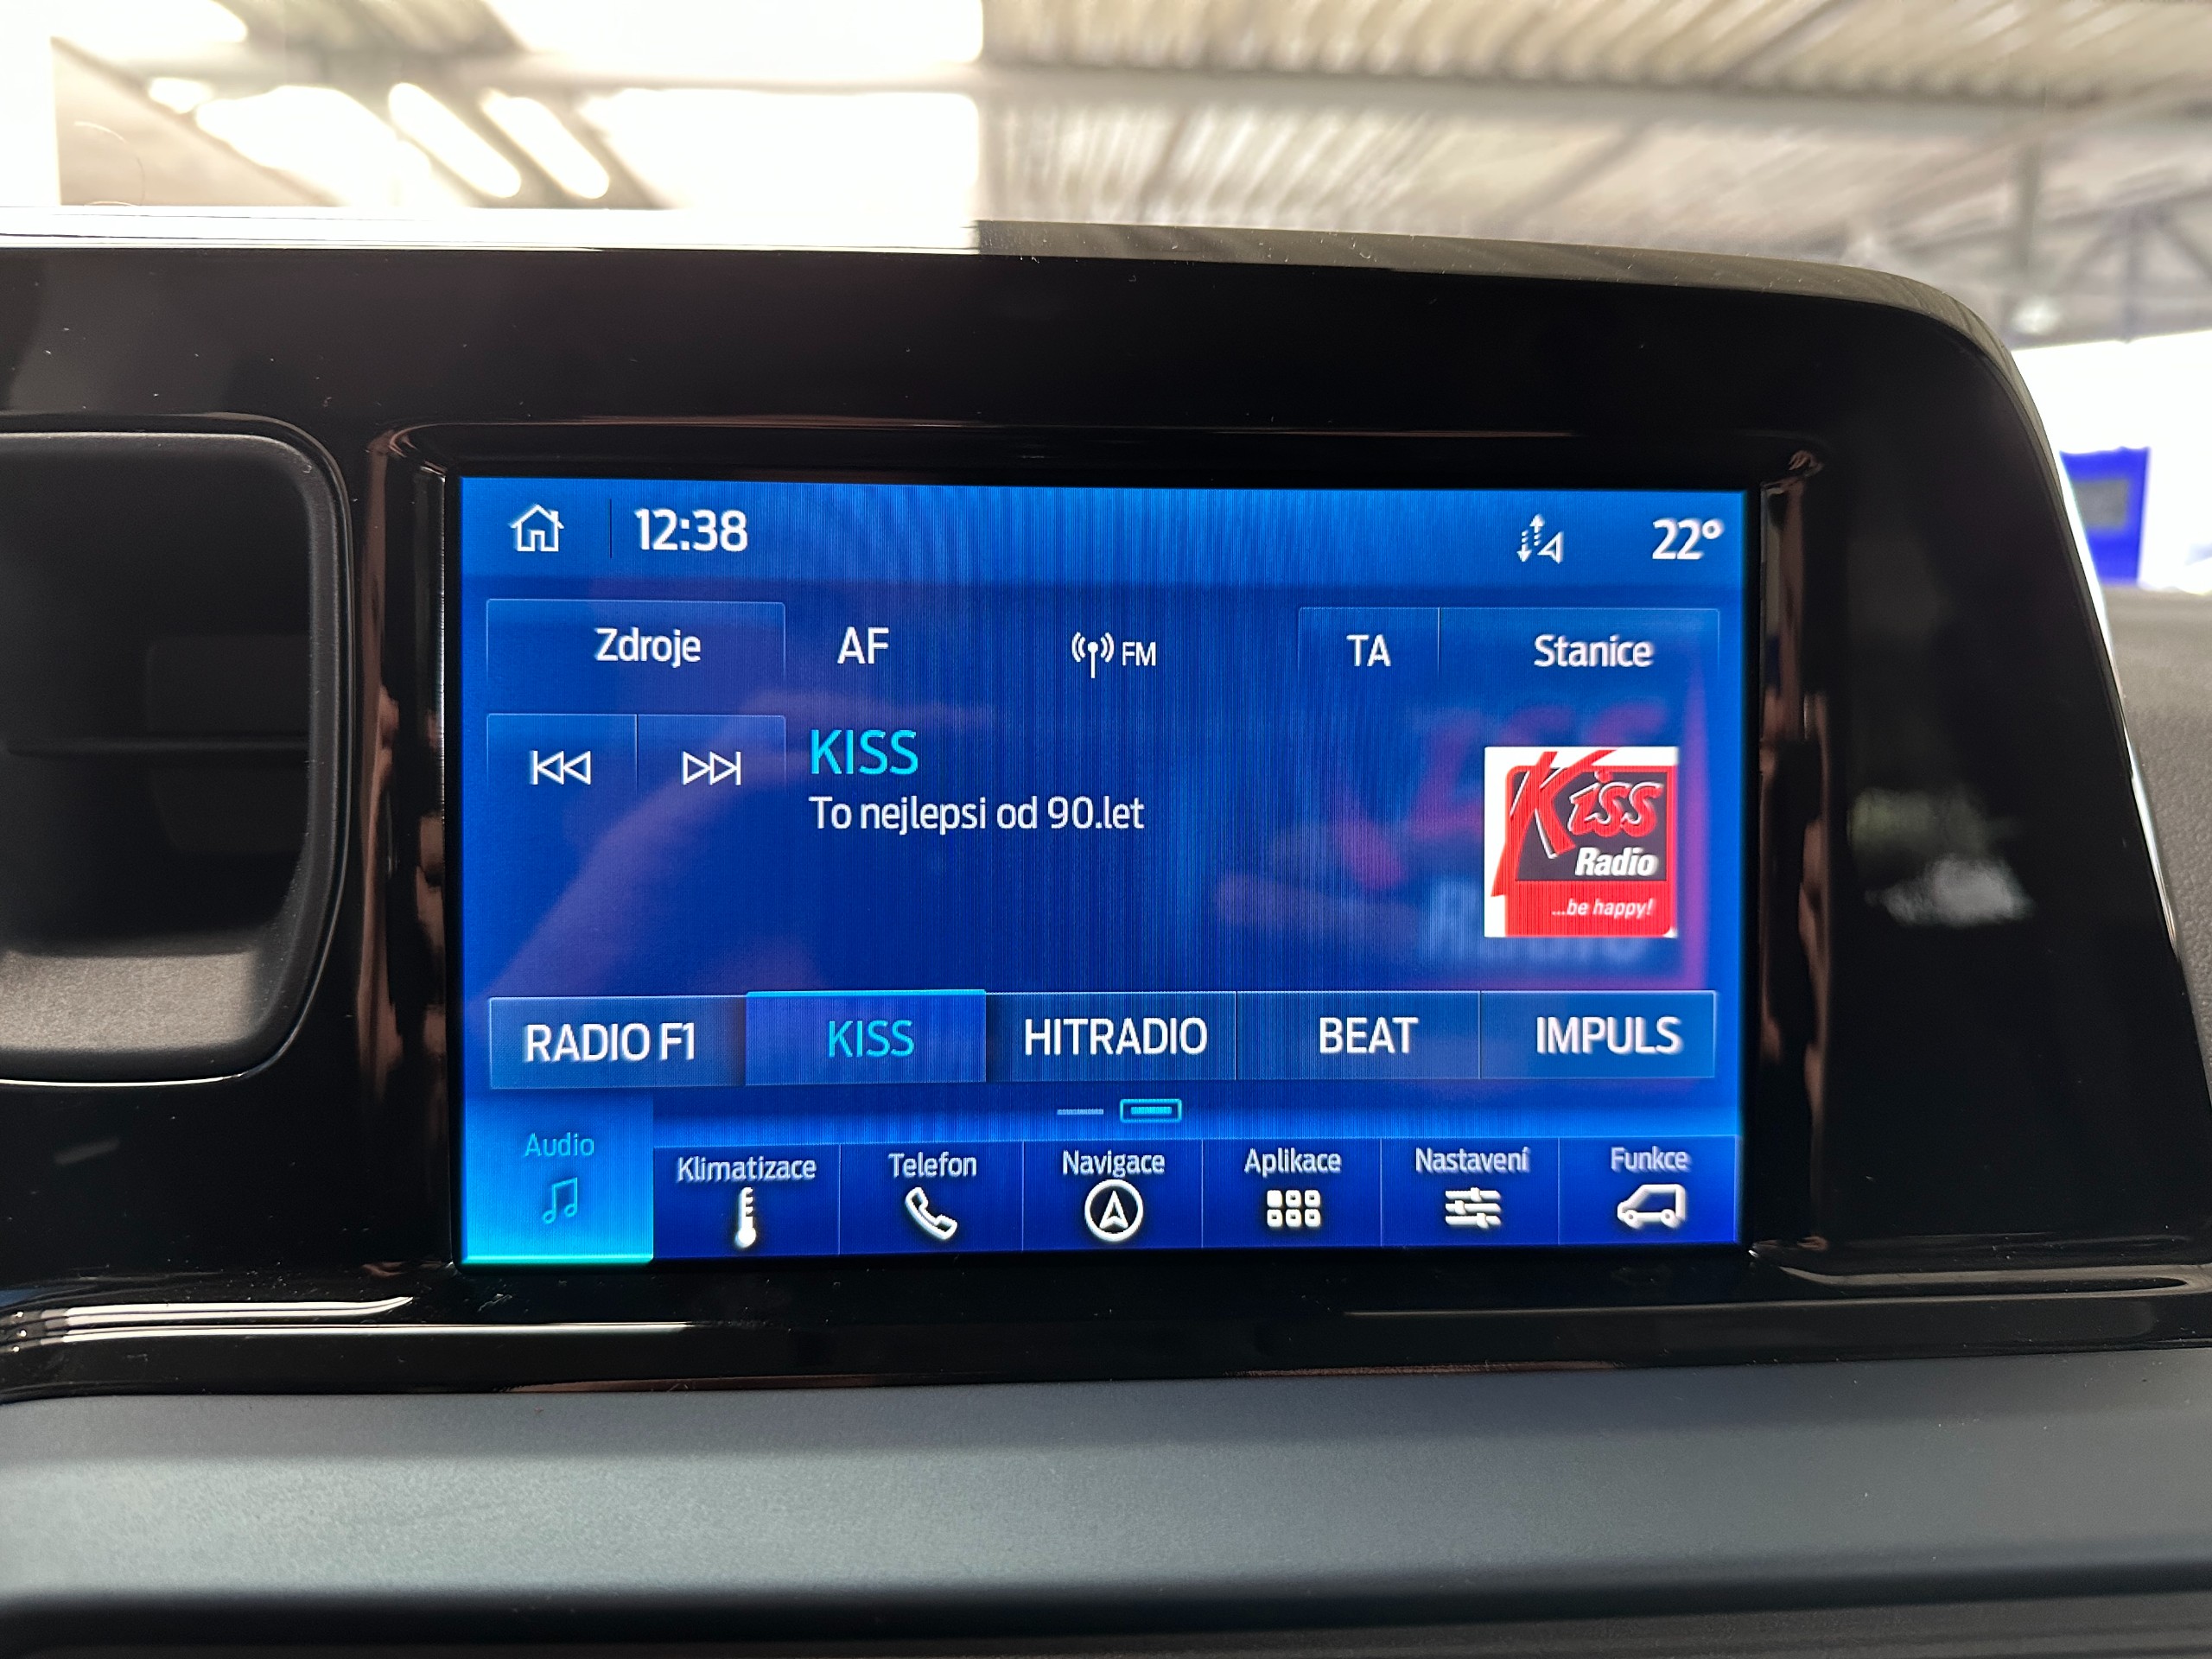 12:38
22°
Zdroje
AF
FM
TA
Stanice
KISS
To nejlepsi od 90.let
Kiss
Radio
...be happy!
RADIO F1
KISS
HITRADIO
BEAT
IMPULS
Audio
Klimatizace
Telefon
Navigace
Aplikace
Nastavení
Funkce